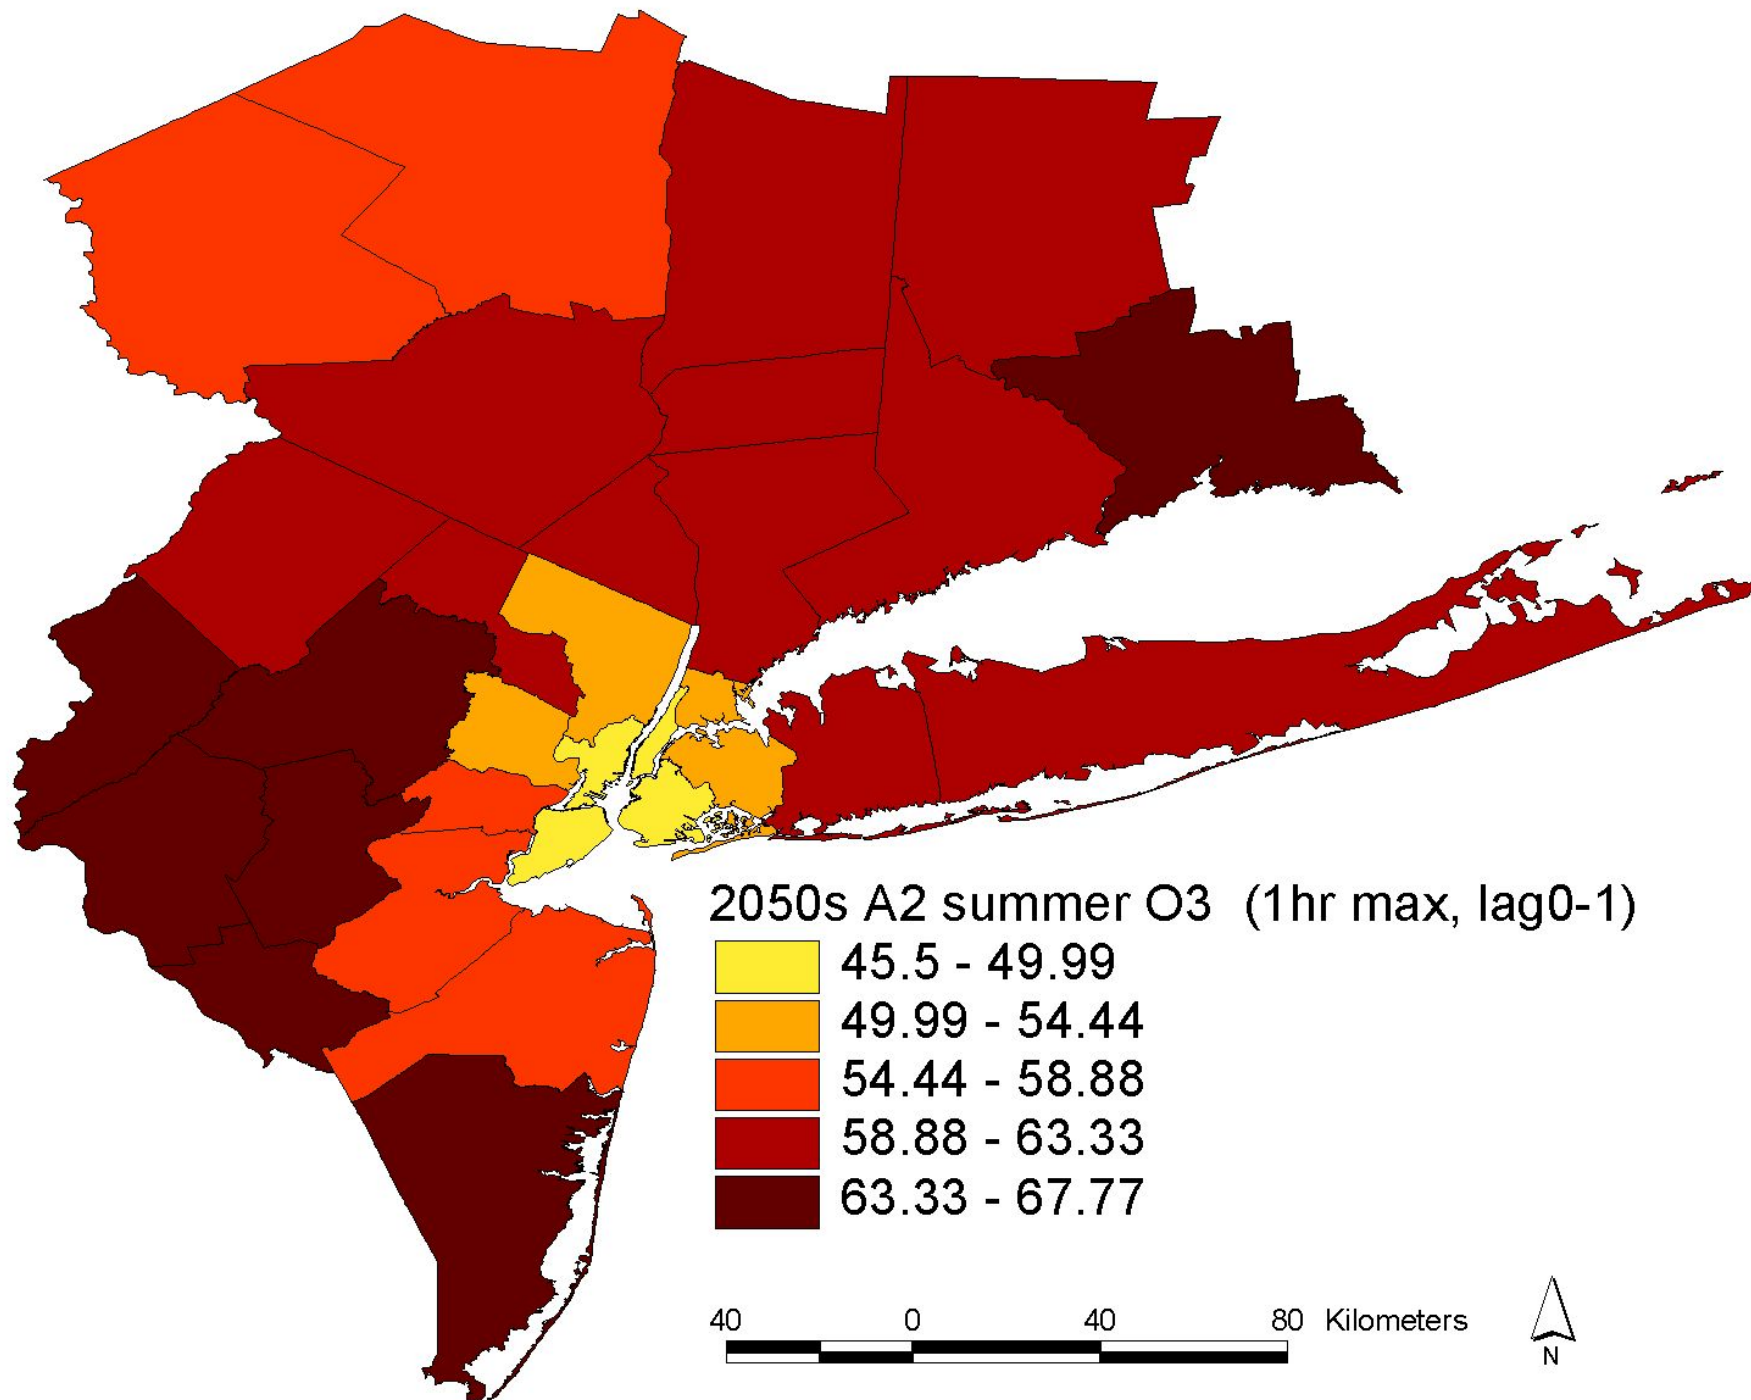 2050s A2 summer O3 (1hr max, lag0-1)
45.5 - 49.99
49.99 - 54.44
54.44 - 58.88
58.88 - 63.33
63.33 - 67.77
40 0 40 80 Kilometers
N